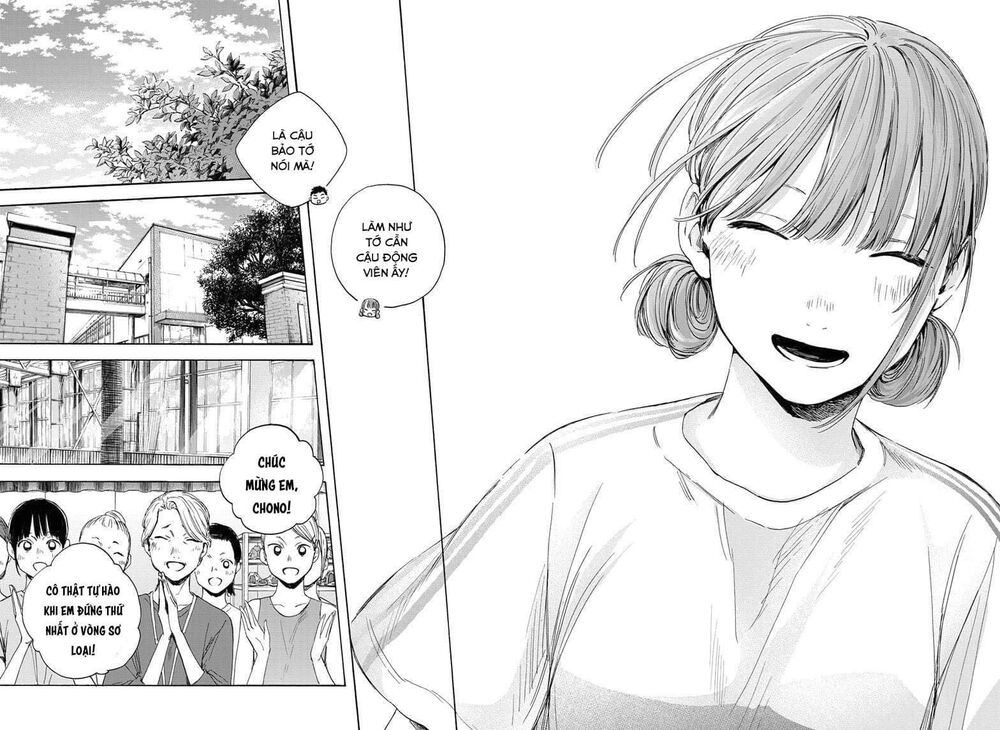 LÀM NHƯ
TỚ CẦN
CẬU ĐỘNG
VIÊN ẤY!
LÀ CẬU
BẢO TỚ
NÓI MÀ!
CHÚC
MỪNG EM,
CHONO!
CÔ THẬT TỰ HÀO
KHI EM ĐỨNG THỨ
NHẤT Ở VÒNG SƠ
LOẠI!